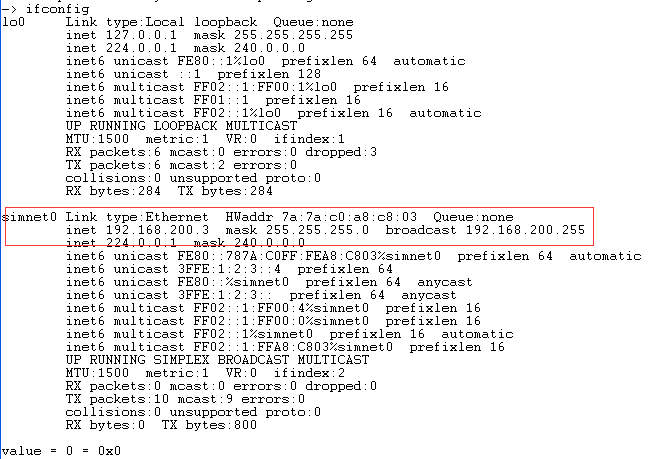 -> ifconfig
lo0 Link type:Local loopback Queue:none
inet 127.0.0.1 mask 255.255.255.255
inet 224.0.0.1 mask 240.0.0.0
inet6 unicast FE80::1%lo0 prefixlen 64 automatic
inet6 unicast ::1 prefixlen 128
inet6 multicast FF02::1:FF00:1%lo0 prefixlen 16
inet6 multicast FF01::1 prefixlen 16
inet6 multicast FF02::1%lo0 prefixlen 16 automatic
UP RUNNING LOOPBACK MULTICAST
MTU:1500 metric:1 VR:0 ifindex:1
RX packets:6 mcast:0 errors:0 dropped:3
TX packets:6 mcast:2 errors:0
collisions:0 unsupported proto:0
RX bytes:284 TX bytes:284
simnet0 Link type:Ethernet HWaddr 7a:7a:c0:a8:c8:03 Queue:none
inet 192.168.200.3 mask 255.255.255.0 broadcast 192.168.200.255
inet 224.0.0.1 mask 240.0.0.0
inet6 unicast FE80::787A:C0FF:FEA8:C803%simnet0 prefixlen 64 automatic
inet6 unicast 3FFE:1:2:3::4 prefixlen 64
inet6 unicast FE80::%simnet0 prefixlen 64 anycast
inet6 unicast 3FFE:1:2:3:: prefixlen 64 anycast
inet6 multicast FF02::1:FF00:4%simnet0 prefixlen 16
inet6 multicast FF02::1:FF00:0%simnet0 prefixlen 16
inet6 multicast FF02::1%simnet0 prefixlen 16 automatic
inet6 multicast FF02::1:FFA8:C803%simnet0 prefixlen 16
UP RUNNING SIMPLEX BROADCAST MULTICAST
MTU:1500 metric:1 VR:0 ifindex:2
RX packets:0 mcast:0 errors:0 dropped:0
TX packets:10 mcast:9 errors:0
collisions:0 unsupported proto:0
RX bytes:0 TX bytes:800
value = 0 = 0x0